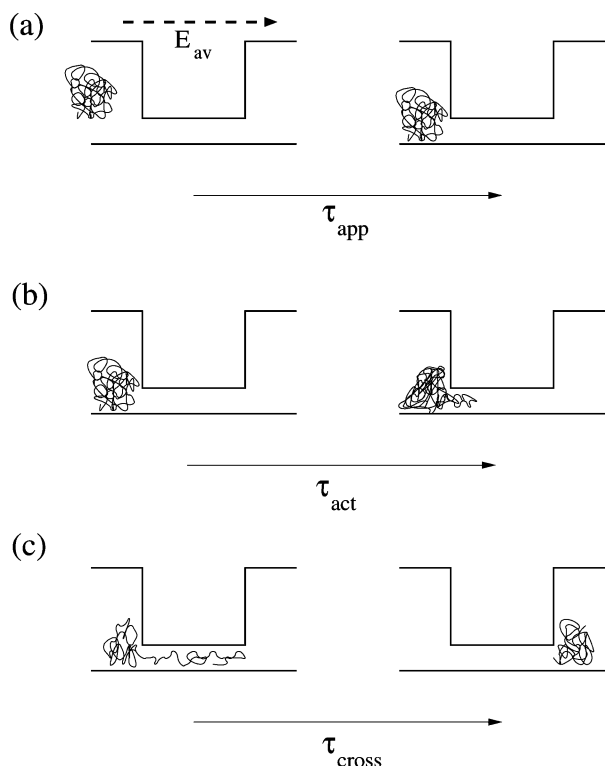 (a)
E_av
τ_app
(b)
τ_act
(c)
τ_cross